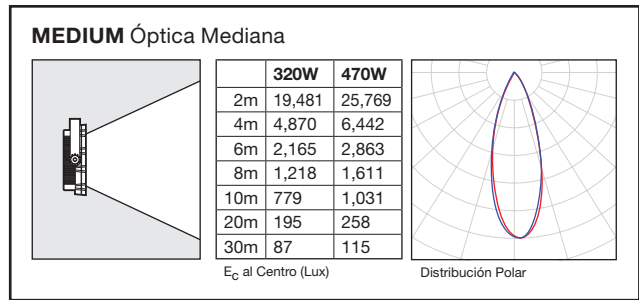 MEDIUM Óptica Mediana
320W 470W
2m 19,481 25,769
4m 4,870 6,442
6m 2,165 2,863
8m 1,218 1,611
10m 779 1,031
20m 195 258
30m 87 115
EC al Centro (Lux)
Distribución Polar